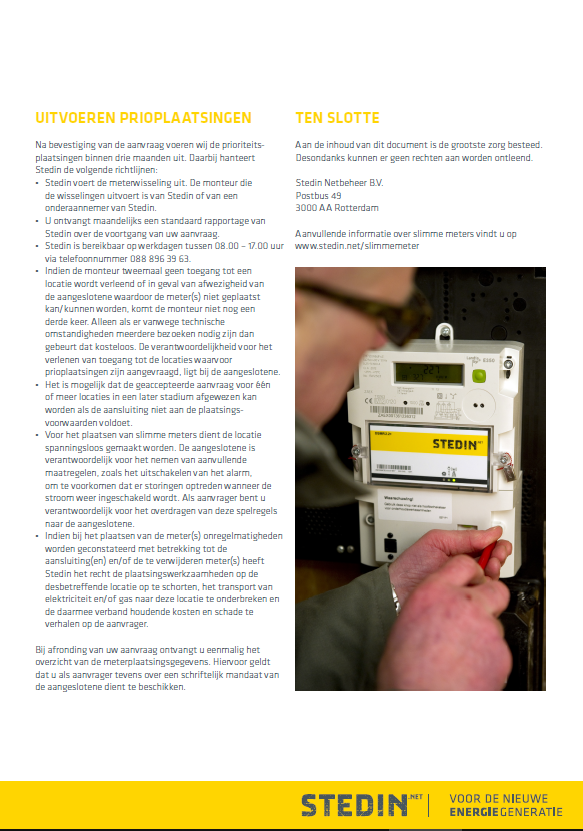 UITVOEREN PRIOPLAATSINGEN
Na bevestiging van de aanvraag voeren wij de prioriteits-
plaatsingen binnen drie maanden uit. Daarbij hanteert
Stedin de volgende richtlijnen:
• Stedin voert de meterwisseling uit. De monteur die
de wisselingen uitvoert is van Stedin of van een
onderaannemer van Stedin.
• U ontvangt maandelijks een standaard rapportage van
Stedin over de voortgang van uw aanvraag.
• Stedin is bereikbaar op werkdagen tussen 08.00 – 17.00 uur
via telefoonnummer 088 896 39 63.
• Indien de monteur tweemaal geen toegang tot een
locatie wordt verleend of in geval van afwezigheid van
de aangeslotene waardoor de meter(s) niet geplaatst
kan/kunnen worden, komt de monteur niet nog een
derde keer. Alleen als er vanwege technische
omstandigheden meerdere bezoeken nodig zijn dan
gebeurt dat kosteloos. De verantwoordelijkheid voor het
verlenen van toegang tot de locaties waarvoor
prioplaatsingen zijn aangevraagd, ligt bij de aangeslotene.
• Het is mogelijk dat de geaccepteerde aanvraag voor één
of meer locaties in een later stadium afgewezen kan
worden als de aansluiting niet aan de plaatsings-
voorwaarden voldoet.
• Voor het plaatsen van slimme meters dient de locatie
spanningsloos gemaakt worden. De aangeslotene is
verantwoordelijk voor het nemen van aanvullende
maatregelen, zoals het uitschakelen van het alarm,
om te voorkomen dat er storingen optreden wanneer de
stroom weer ingeschakeld wordt. Als aanvrager bent u
verantwoordelijk voor het overdragen van deze spelregels
naar de aangeslotene.
• Indien bij het plaatsen van de meter(s) onregelmatigheden
worden geconstateerd met betrekking tot de
aansluiting(en) en/of de te verwijderen meter(s) heeft
Stedin het recht de plaatsingswerkzaamheden op de
desbetreffende locatie op te schorten, het transport van
elektriciteit en/of gas naar deze locatie te onderbreken en
de daarmee verband houdende kosten en schade te
verhalen op de aanvrager.
Bij afronding van uw aanvraag ontvangt u eenmalig het
overzicht van de meterplaatsingsgegevens. Hiervoor geldt
dat u als aanvrager tevens over een schriftelijk mandaat van
de aangeslotene dient te beschikken.
TEN SLOTTE
Aan de inhoud van dit document is de grootste zorg besteed.
Desondanks kunnen er geen rechten aan worden ontleend.
Stedin Netbeheer B.V.
Postbus 49
3000 AA Rotterdam
Aanvullende informatie over slimme meters vindt u op
www.stedin.net/slimmemeter
E350
STEDIN.NET
Waarschuwing!
STEDIN.NET
VOOR DE NIEUWE
ENERGIEGENERATIE